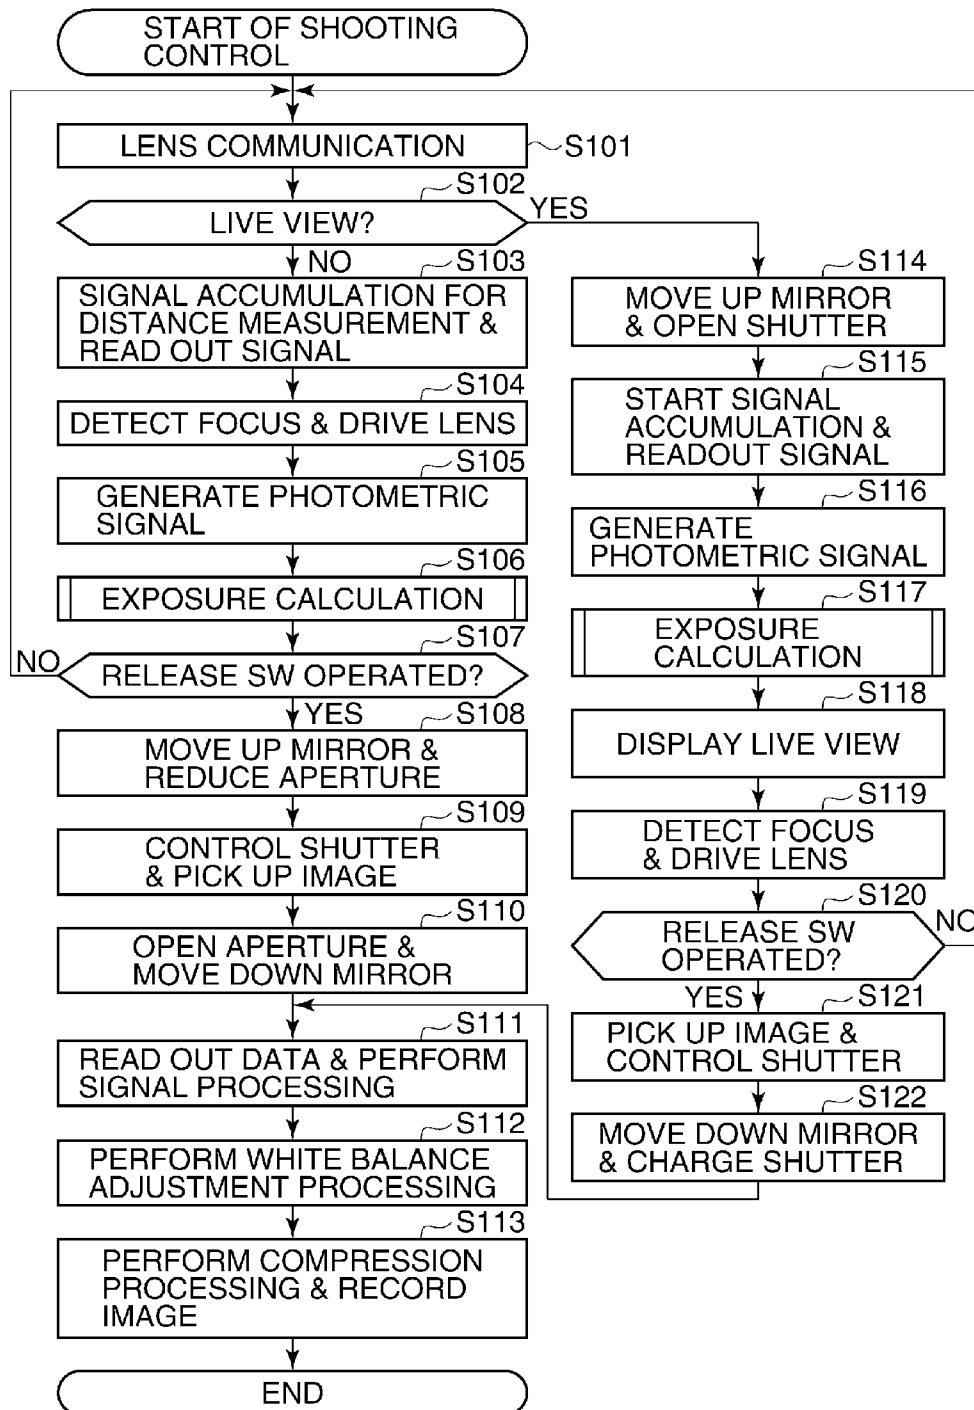 START OF SHOOTING
CONTROL
LENS COMMUNICATION
S101
S102
LIVE VIEW?
YES
NO
S103
SIGNAL ACCUMULATION FOR
DISTANCE MEASUREMENT &
READ OUT SIGNAL
S104
DETECT FOCUS & DRIVE LENS
S105
GENERATE PHOTOMETRIC
SIGNAL
S106
EXPOSURE CALCULATION
S107
NO
RELEASE SW OPERATED?
YES
S108
MOVE UP MIRROR &
REDUCE APERTURE
S109
CONTROL SHUTTER
& PICK UP IMAGE
S110
OPEN APERTURE &
MOVE DOWN MIRROR
S111
READ OUT DATA & PERFORM
SIGNAL PROCESSING
S112
PERFORM WHITE BALANCE
ADJUSTMENT PROCESSING
S113
PERFORM COMPRESSION
PROCESSING & RECORD
IMAGE
END
S114
MOVE UP MIRROR
& OPEN SHUTTER
S115
START SIGNAL
ACCUMULATION &
READOUT SIGNAL
S116
GENERATE
PHOTOMETRIC SIGNAL
S117
EXPOSURE
CALCULATION
S118
DISPLAY LIVE VIEW
S119
DETECT FOCUS
& DRIVE LENS
S120
RELEASE SW
OPERATED?
NO
YES
S121
PICK UP IMAGE &
CONTROL SHUTTER
S122
MOVE DOWN MIRROR
& CHARGE SHUTTER